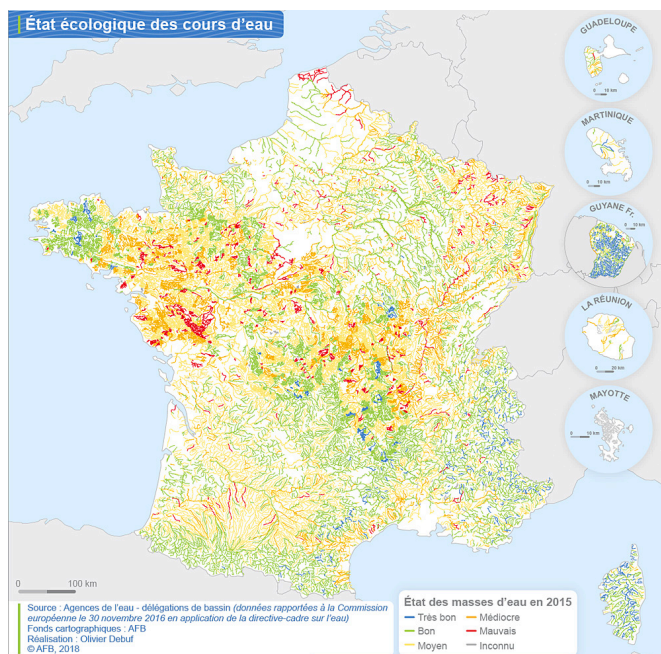 État écologique des cours d'eau
GUADELOUPE
0 10 km
MARTINIQUE
0 10 km
GUYANE Fr.
0 10 km
LA RÉUNION
0 20 km
MAYOTTE
0 10 km
0 100 km
Source : Agences de l'eau - délégations de bassin (données rapportées à la Commission
européenne le 30 novembre 2016 en application de la directive-cadre sur l'eau)
Fonds cartographiques : AFB
Réalisation : Olivier Debuf
© AFB, 2018
État des masses d'eau en 2015
Très bon
Médiocre
Bon
Mauvais
Moyen
Inconnu